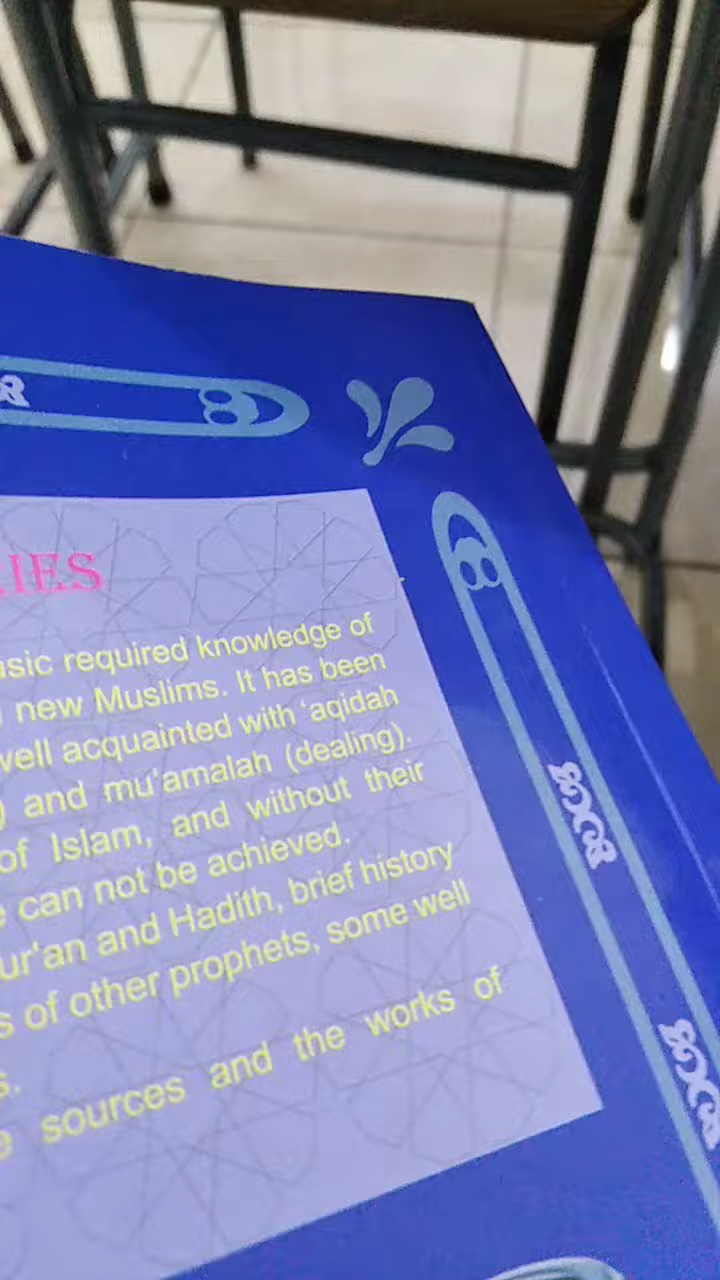 IES
sic required knowledge of
new Muslims. It has been
well acquainted with 'aqidah
) and mu'amalah (dealing).
of Islam, and without their
can not be achieved.
ur'an and Hadith, brief history
s of other prophets, some well
s.
e sources and the works of